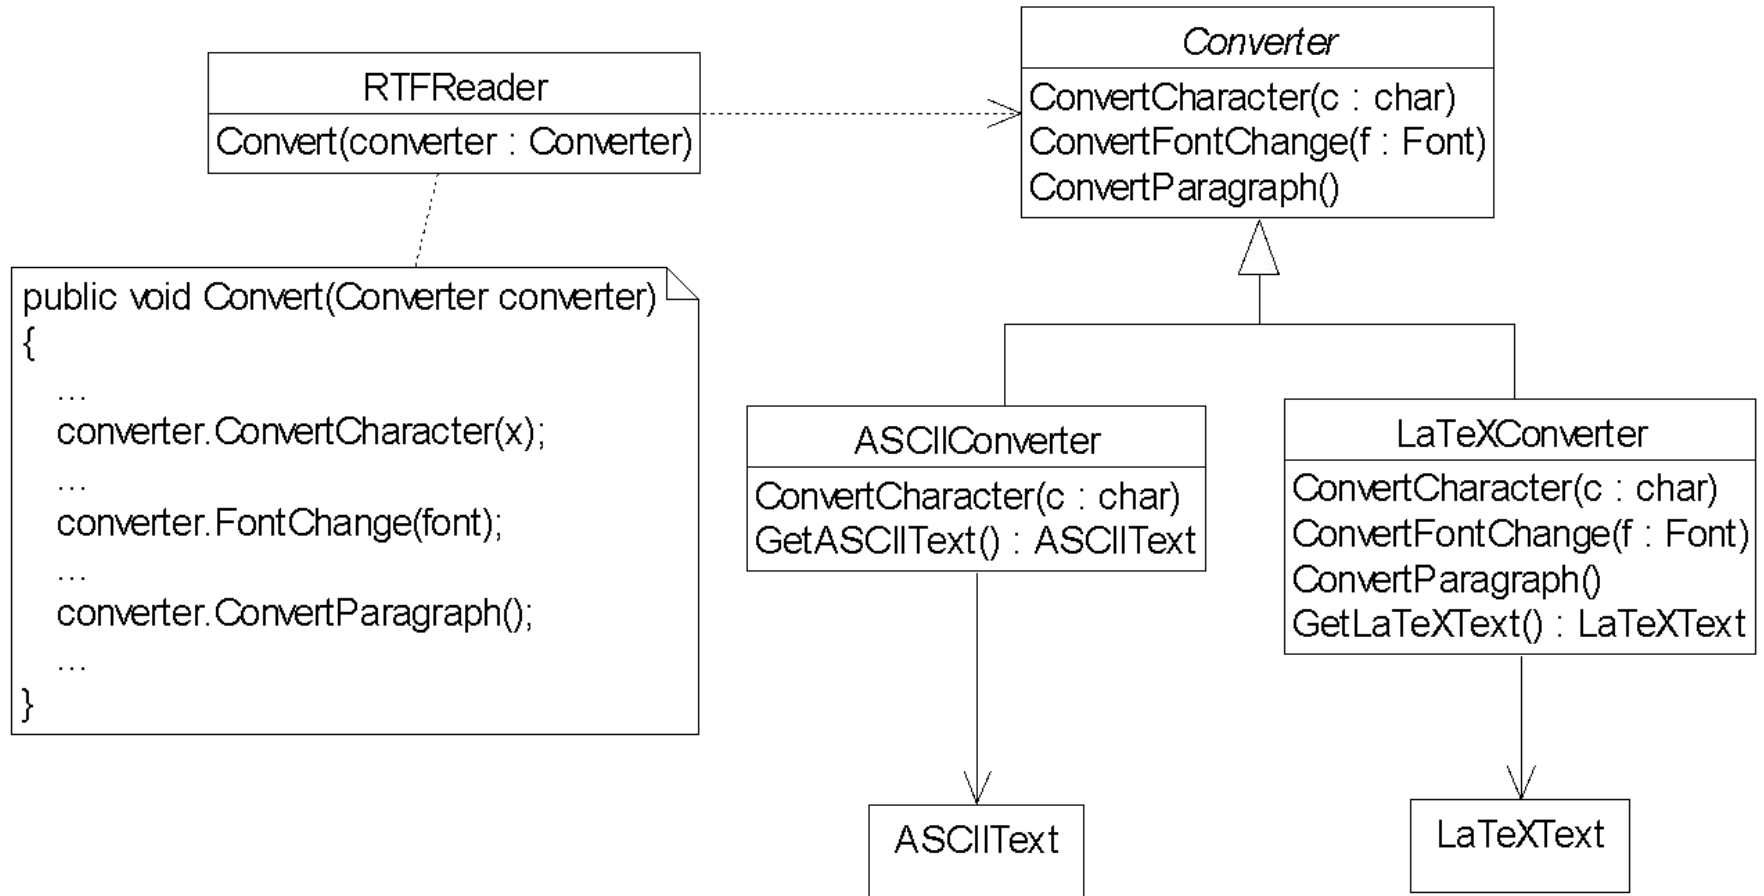 RTFReader
Convert(converter : Converter)
Converter
ConvertCharacter(c : char)
ConvertFontChange(f : Font)
ConvertParagraph()
public void Convert(Converter converter)
{
...
converter.ConvertCharacter(x);
...
converter.FontChange(font);
...
converter.ConvertParagraph();
...
}
ASCIIConverter
ConvertCharacter(c : char)
GetASCIIText() : ASCIIText
LaTeXConverter
ConvertCharacter(c : char)
ConvertFontChange(f : Font)
ConvertParagraph()
GetLaTeXText() : LaTeXText
ASCIIText
LaTeXText